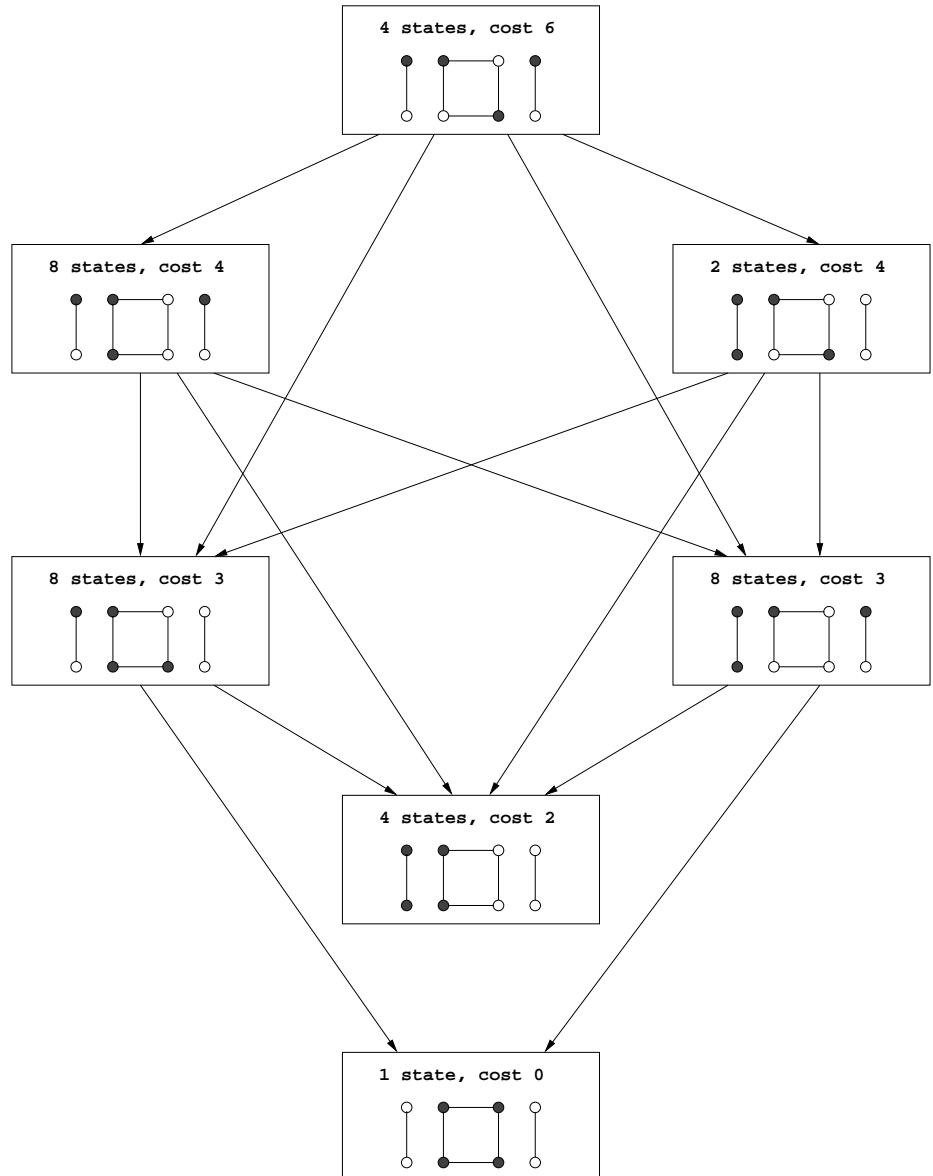 4 states, cost 6
8 states, cost 4
2 states, cost 4
8 states, cost 3
8 states, cost 3
4 states, cost 2
1 state, cost 0